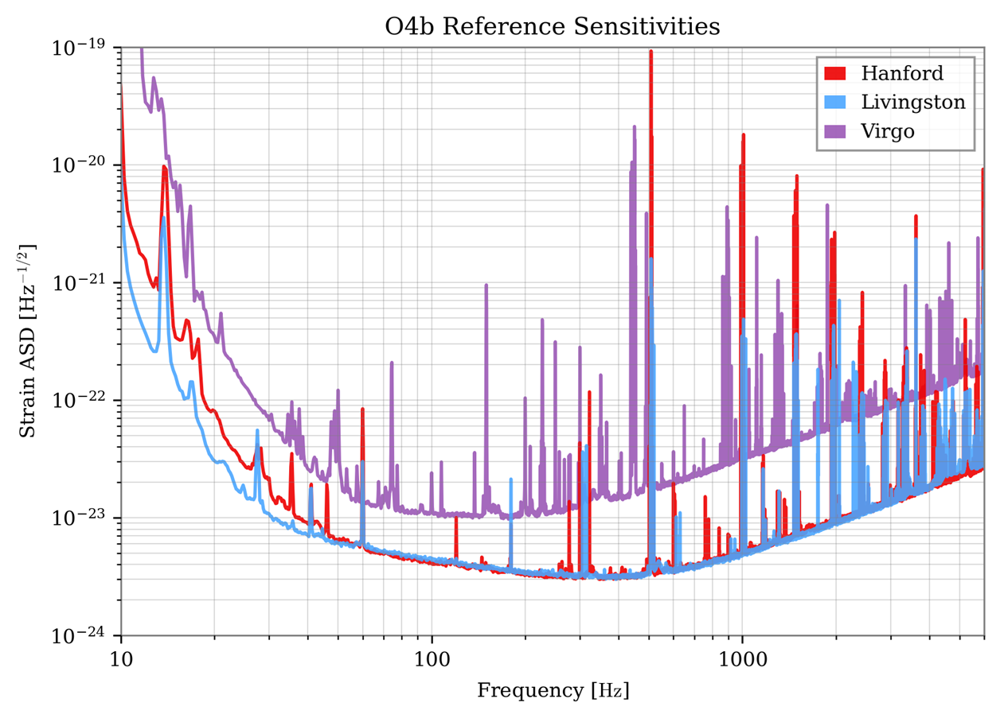 O4b Reference Sensitivities
Strain ASD [Hz⁻¹/²]
10⁻¹⁹
10⁻²⁰
10⁻²¹
10⁻²²
10⁻²³
10⁻²⁴
Hanford
Livingston
Virgo
10
100
1000
Frequency [Hz]